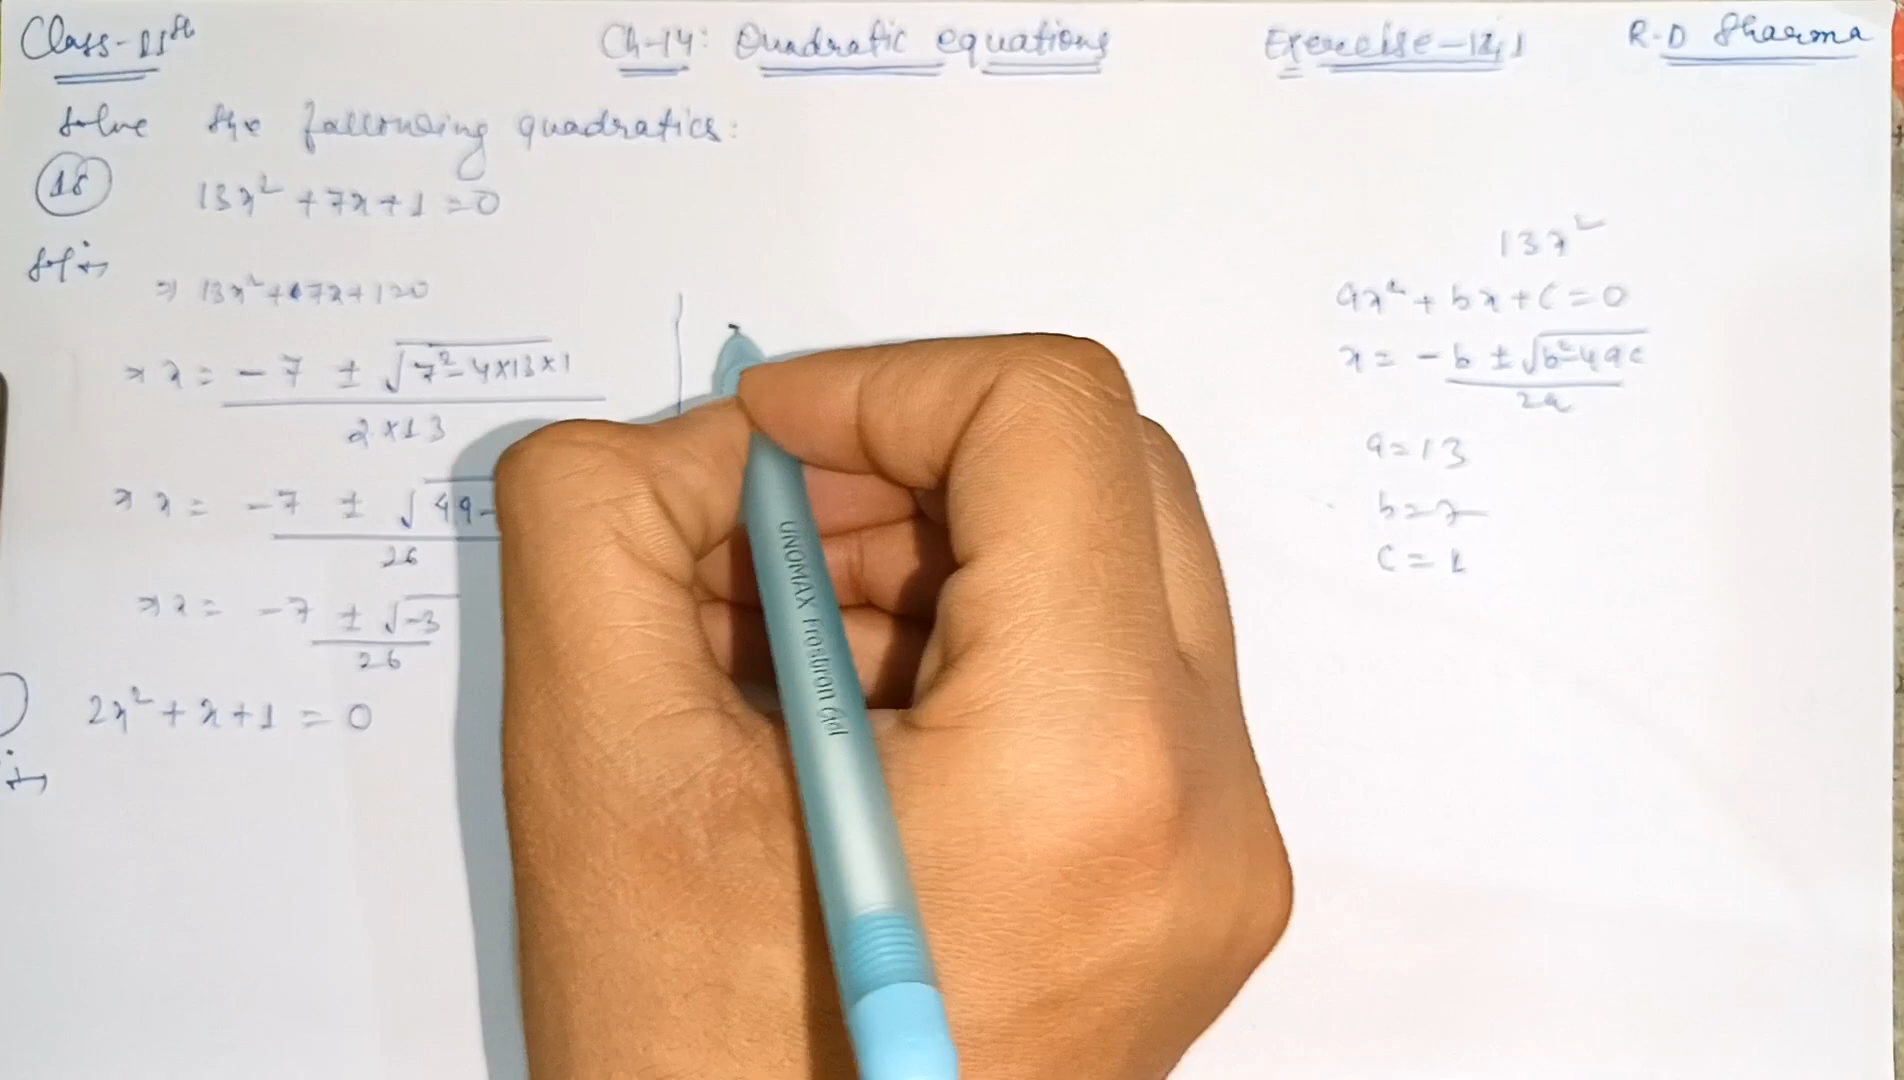 Class-11th Ch-14: Quadratic equations Exercise-14.1 R.D Sharma
Solve the following quadratics:
18 13x² + 7x + 1 = 0
Sol:→
⇒ 13x² + 7x + 1 = 0
⇒ x = -7 ± √7² - 4×13×1
2×13
⇒ x = -7 ± √49-
26
⇒ x = -7 ± √-3
26
2x² + x + 1 = 0
13x²
ax² + bx + c = 0
x = -b ± √b²-4ac
2a
a = 13
b = 7
c = 1
UNOMAX Frostiron Gel